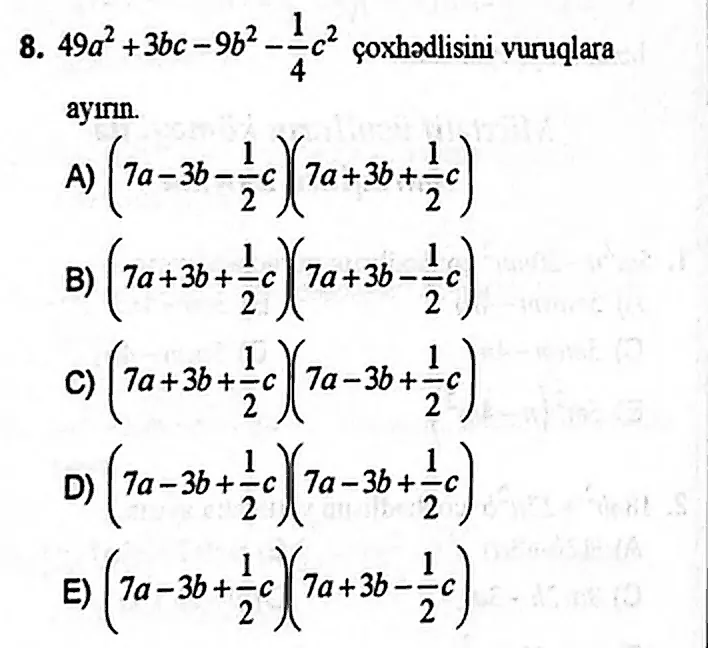 8. 49a² + 3bc − 9b² − 1/4 c² çoxhədlisini vuruqlara
ayırın.
A) (7a − 3b − 1/2 c)(7a + 3b + 1/2 c)
B) (7a + 3b + 1/2 c)(7a + 3b − 1/2 c)
C) (7a + 3b + 1/2 c)(7a − 3b + 1/2 c)
D) (7a − 3b + 1/2 c)(7a − 3b + 1/2 c)
E) (7a − 3b + 1/2 c)(7a + 3b − 1/2 c)